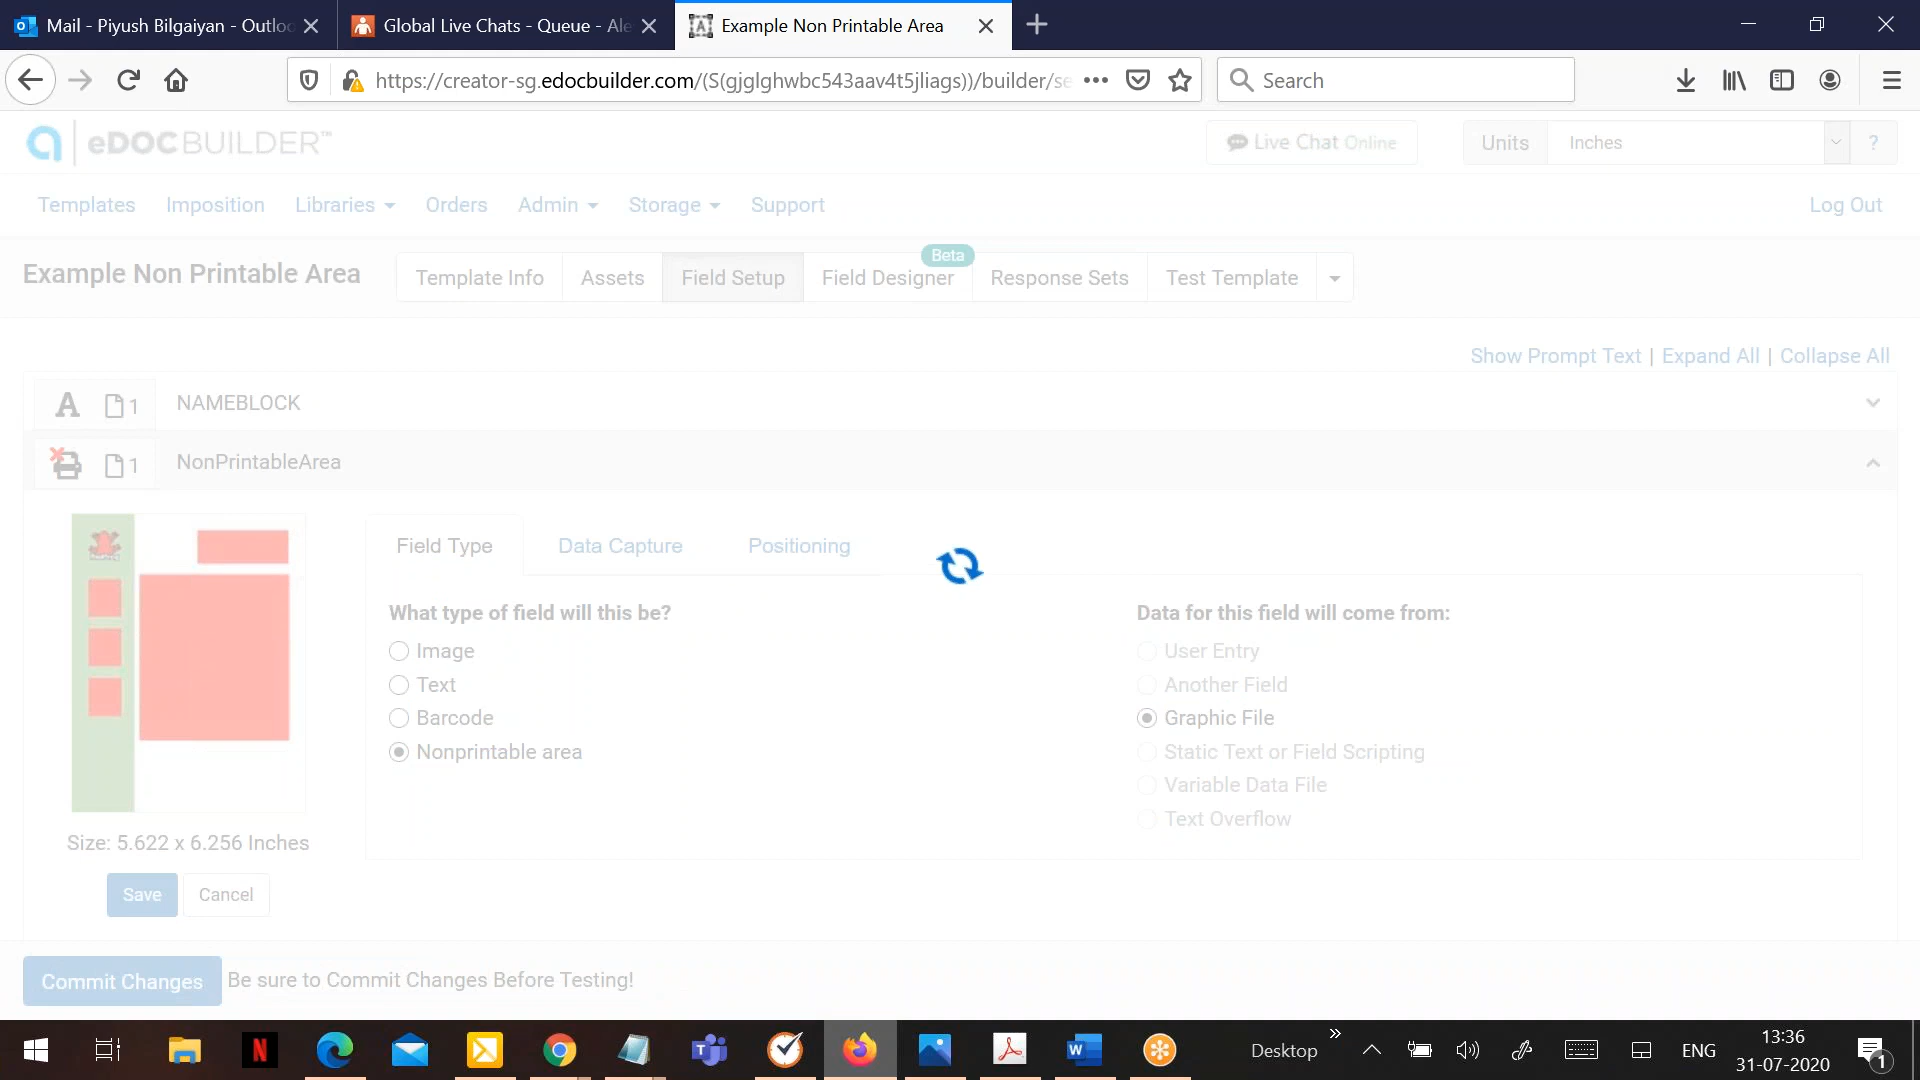 Mail - Piyush Bilgaiyan - Outloo
Global Live Chats - Queue - Ale
Example Non Printable Area
https://creator-sg.edocbuilder.com/(S(gjglghwbc543aav4t5jliags))/builder/se
Search
eDOCBUILDER™
Live Chat Online
Units
Inches
?
Templates
Imposition
Libraries
Orders
Admin
Storage
Support
Log Out
Example Non Printable Area
Template Info
Assets
Field Setup
Field Designer
Beta
Response Sets
Test Template
Show Prompt Text | Expand All | Collapse All
A 1 NAMEBLOCK
1 NonPrintableArea
Field Type
Data Capture
Positioning
What type of field will this be?
Image
Text
Barcode
Nonprintable area
Data for this field will come from:
User Entry
Another Field
Graphic File
Static Text or Field Scripting
Variable Data File
Text Overflow
Size: 5.622 x 6.256 Inches
Save
Cancel
Commit Changes
Be sure to Commit Changes Before Testing!
Desktop
ENG
13:36
31-07-2020
1